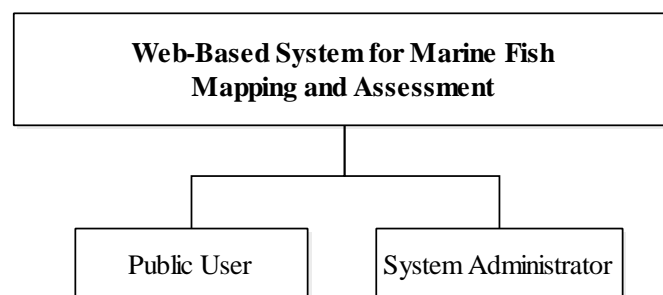 Web-Based System for Marine Fish
Mapping and Assessment
Public User
System Administrator